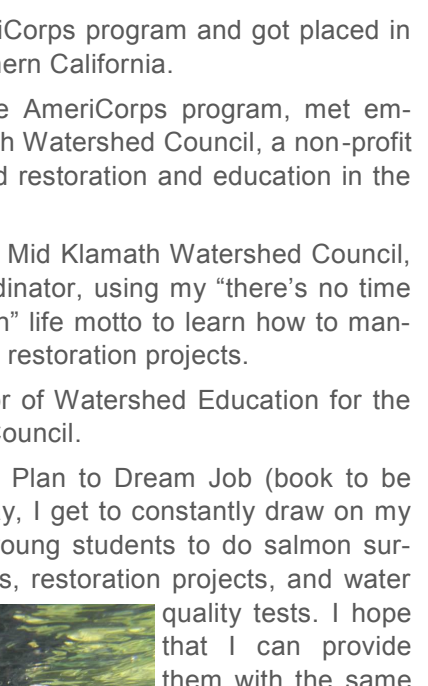 iCorps program and got placed in
ern California.
e AmeriCorps program, met em-
h Watershed Council, a non-profit
d restoration and education in the
Mid Klamath Watershed Council,
dinator, using my “there’s no time
n” life motto to learn how to man-
restoration projects.
or of Watershed Education for the
ouncil.
Plan to Dream Job (book to be
y, I get to constantly draw on my
oung students to do salmon sur-
s, restoration projects, and water
quality tests. I hope
that I can provide
them with the same